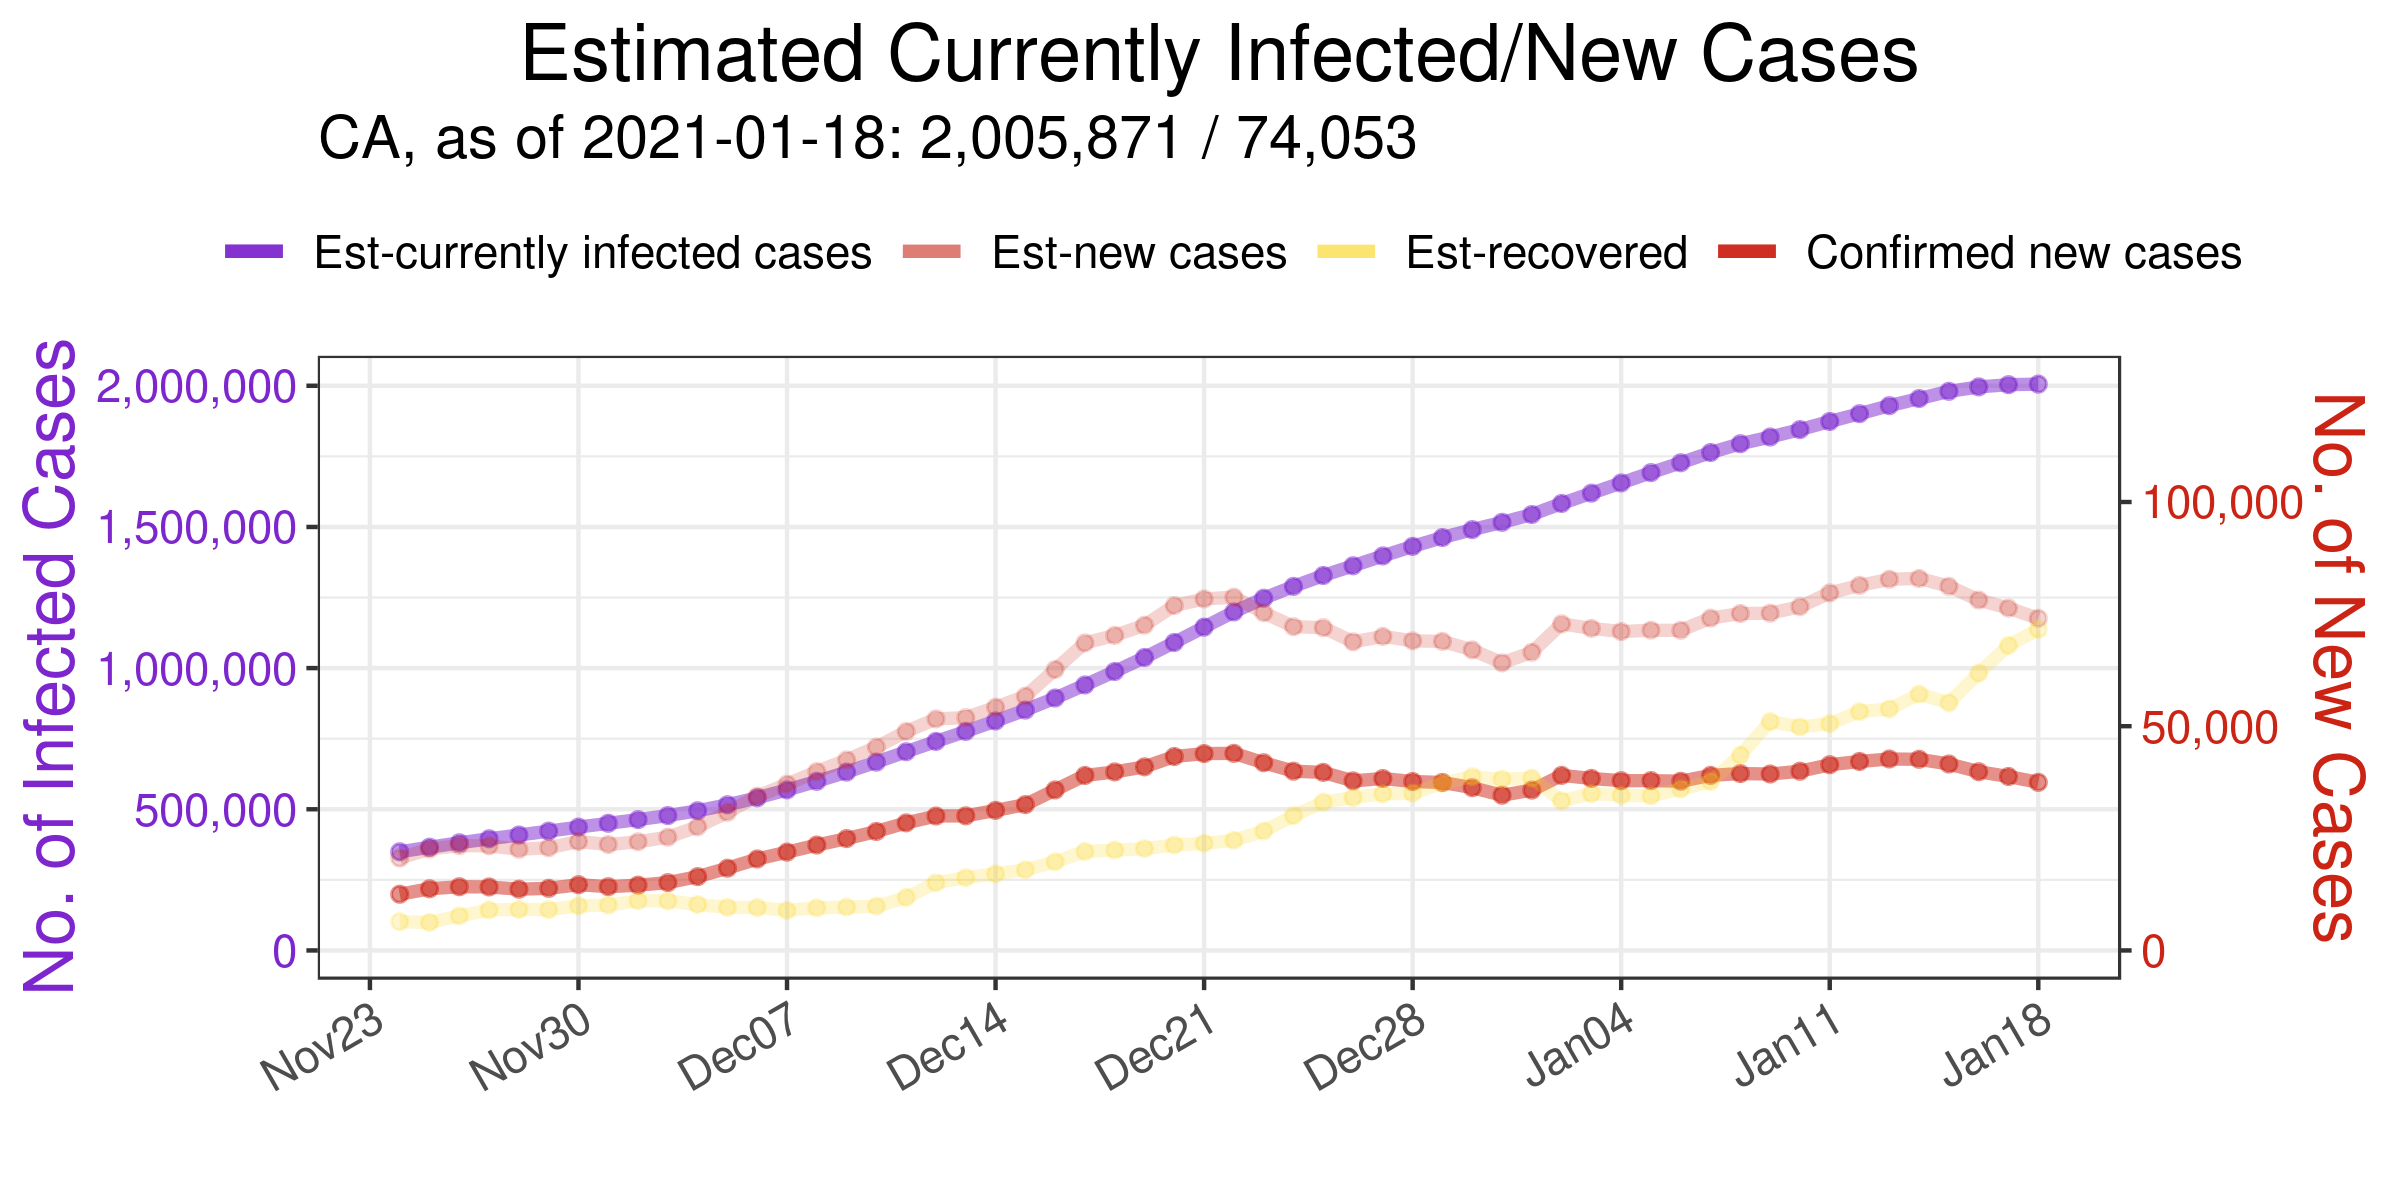 Estimated Currently Infected/New Cases
CA, as of 2021-01-18: 2,005,871 / 74,053
Est-currently infected cases Est-new cases Est-recovered Confirmed new cases
No. of Infected Cases
2,000,000
1,500,000
1,000,000
500,000
0
100,000
50,000
0
No. of New Cases
Nov23 Nov30 Dec07 Dec14 Dec21 Dec28 Jan04 Jan11 Jan18